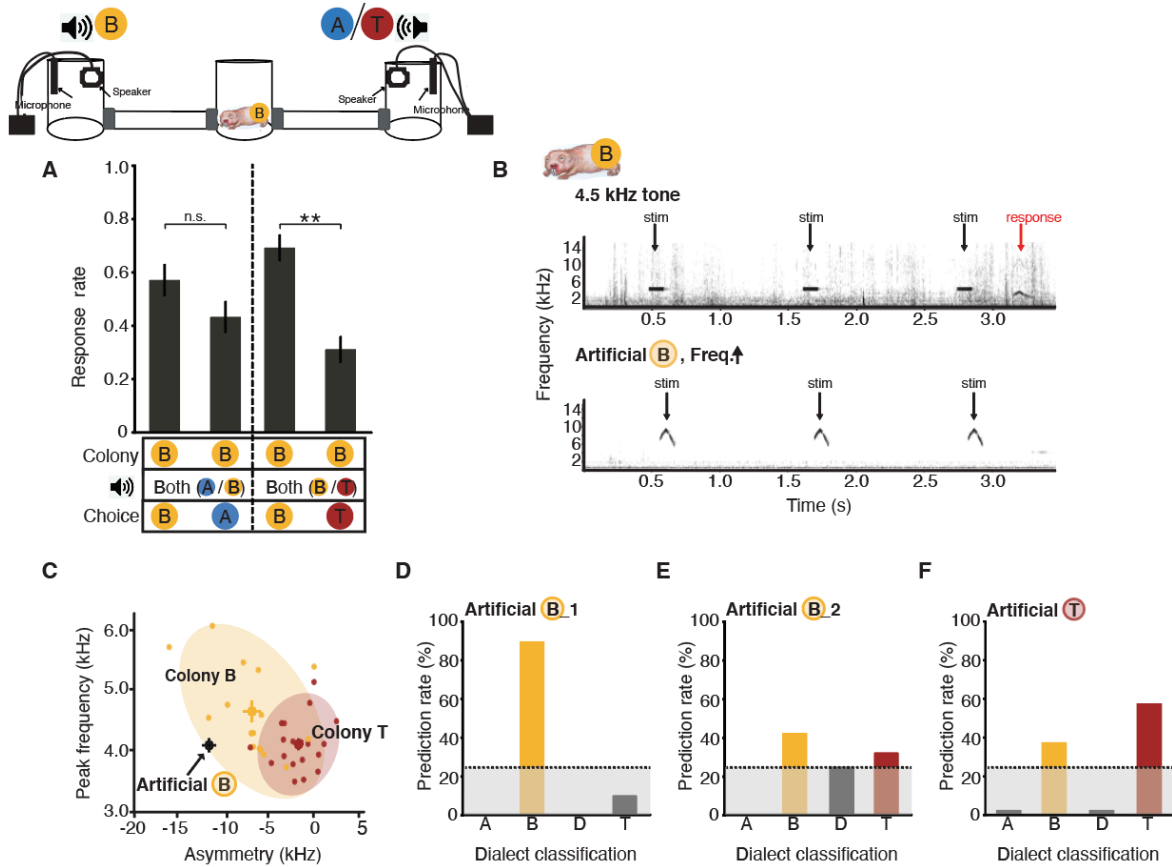 B
A / T
Microphone
Speaker
Speaker
Microphone
B
A
1.0
0.8
0.6
0.4
0.2
0
Response rate
n.s.
**
Colony B B B B
Both (A/B) Both (B/T)
Choice B A B T
B
B
4.5 kHz tone
stim stim stim response
14
10
6
2
0.5 1.0 1.5 2.0 2.5 3.0
Frequency (kHz)
Artificial B , Freq.
stim stim stim
14
10
6
2
0.5 1.0 1.5 2.0 2.5 3.0
Time (s)
C
6.0
5.0
4.0
3.0
Peak frequency (kHz)
Colony B
Colony T
Artificial B
-20 -15 -10 -5 0 5
Asymmetry (kHz)
D
Artificial B_1
100
80
60
40
20
0
Prediction rate (%)
A B D T
Dialect classification
E
Artificial B_2
100
80
60
40
20
0
Prediction rate (%)
A B D T
Dialect classification
F
Artificial T
100
80
60
40
20
0
Prediction rate (%)
A B D T
Dialect classification